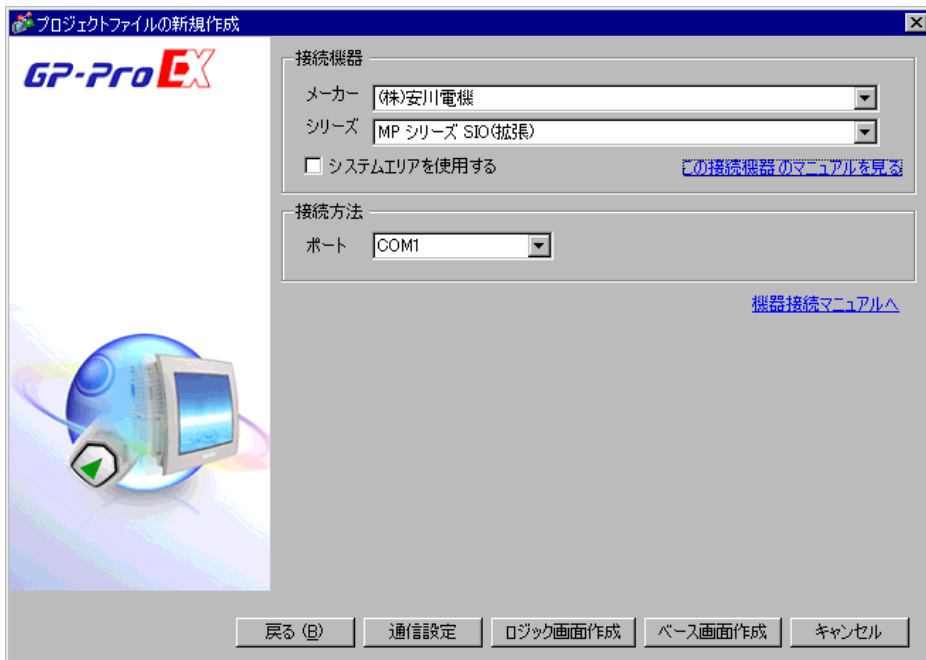 プロジェクトファイルの新規作成
GP-Pro EX
接続機器
メーカー (株)安川電機
シリーズ MP シリーズ SIO(拡張)
システムエリアを使用する この接続機器のマニュアルを見る
接続方法
ポート COM1
機器接続マニュアルへ
戻る (B) 通信設定 ロジック画面作成 ベース画面作成 キャンセル